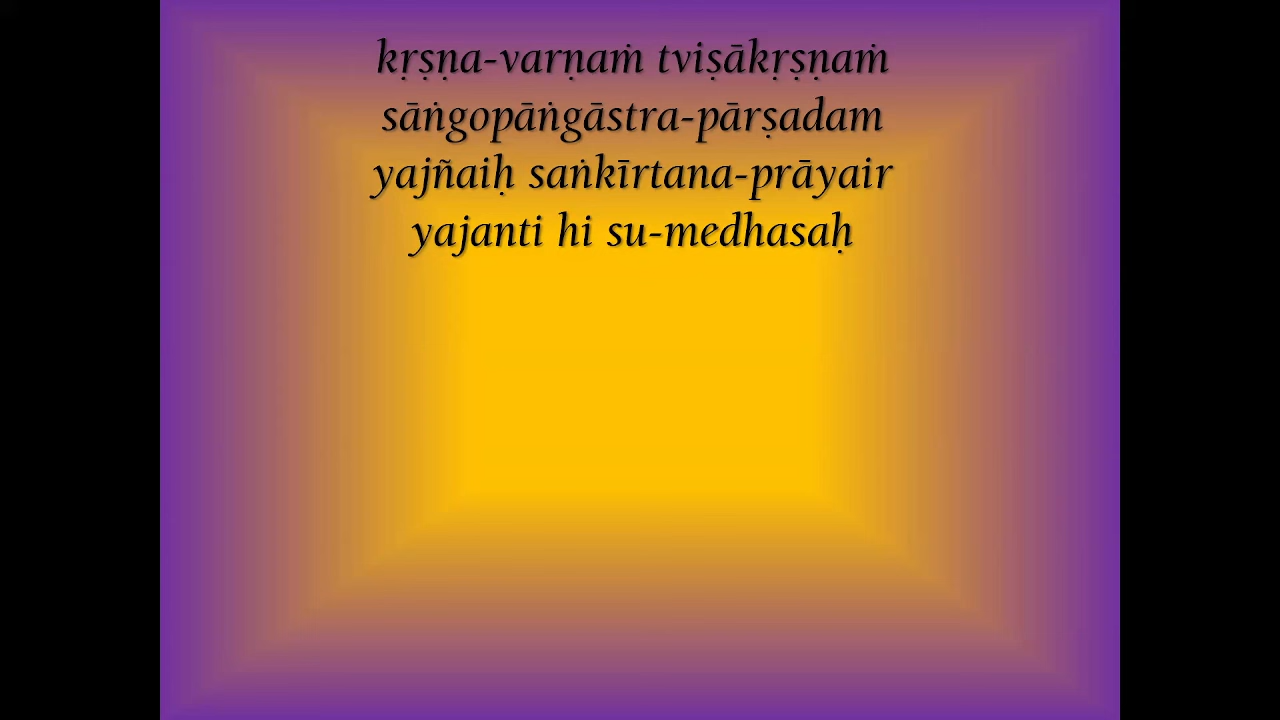 kṛṣṇa-varṇaṁ tviṣākṛṣṇaṁ
sāṅgopāṅgāstra-pārṣadam
yajñaiḥ saṅkīrtana-prāyair
yajanti hi su-medhasaḥ